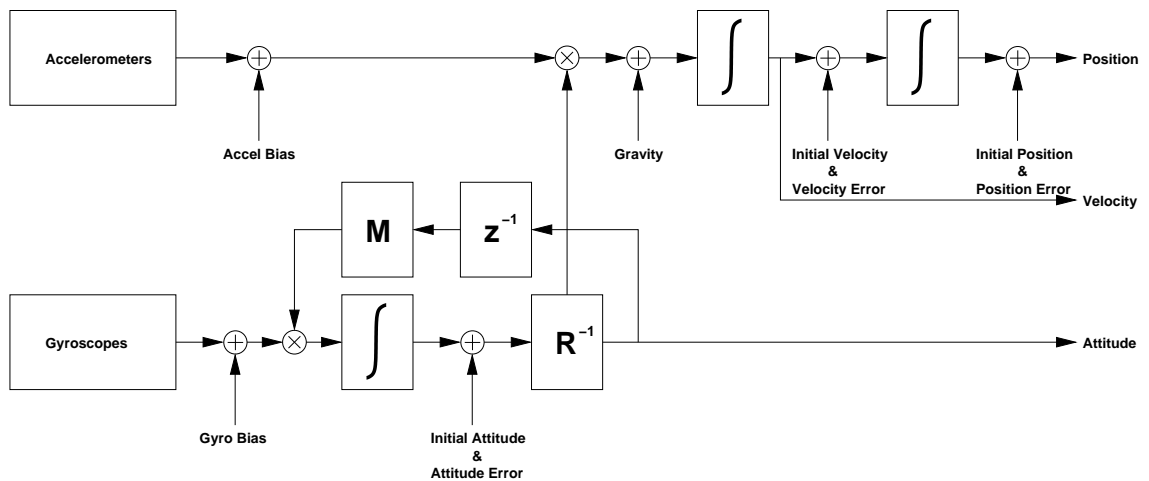 Accelerometers
Position
Accel Bias
Gravity
Initial Velocity
&
Velocity Error
Initial Position
&
Position Error
Velocity
M
z⁻¹
Gyroscopes
R⁻¹
Attitude
Gyro Bias
Initial Attitude
&
Attitude Error